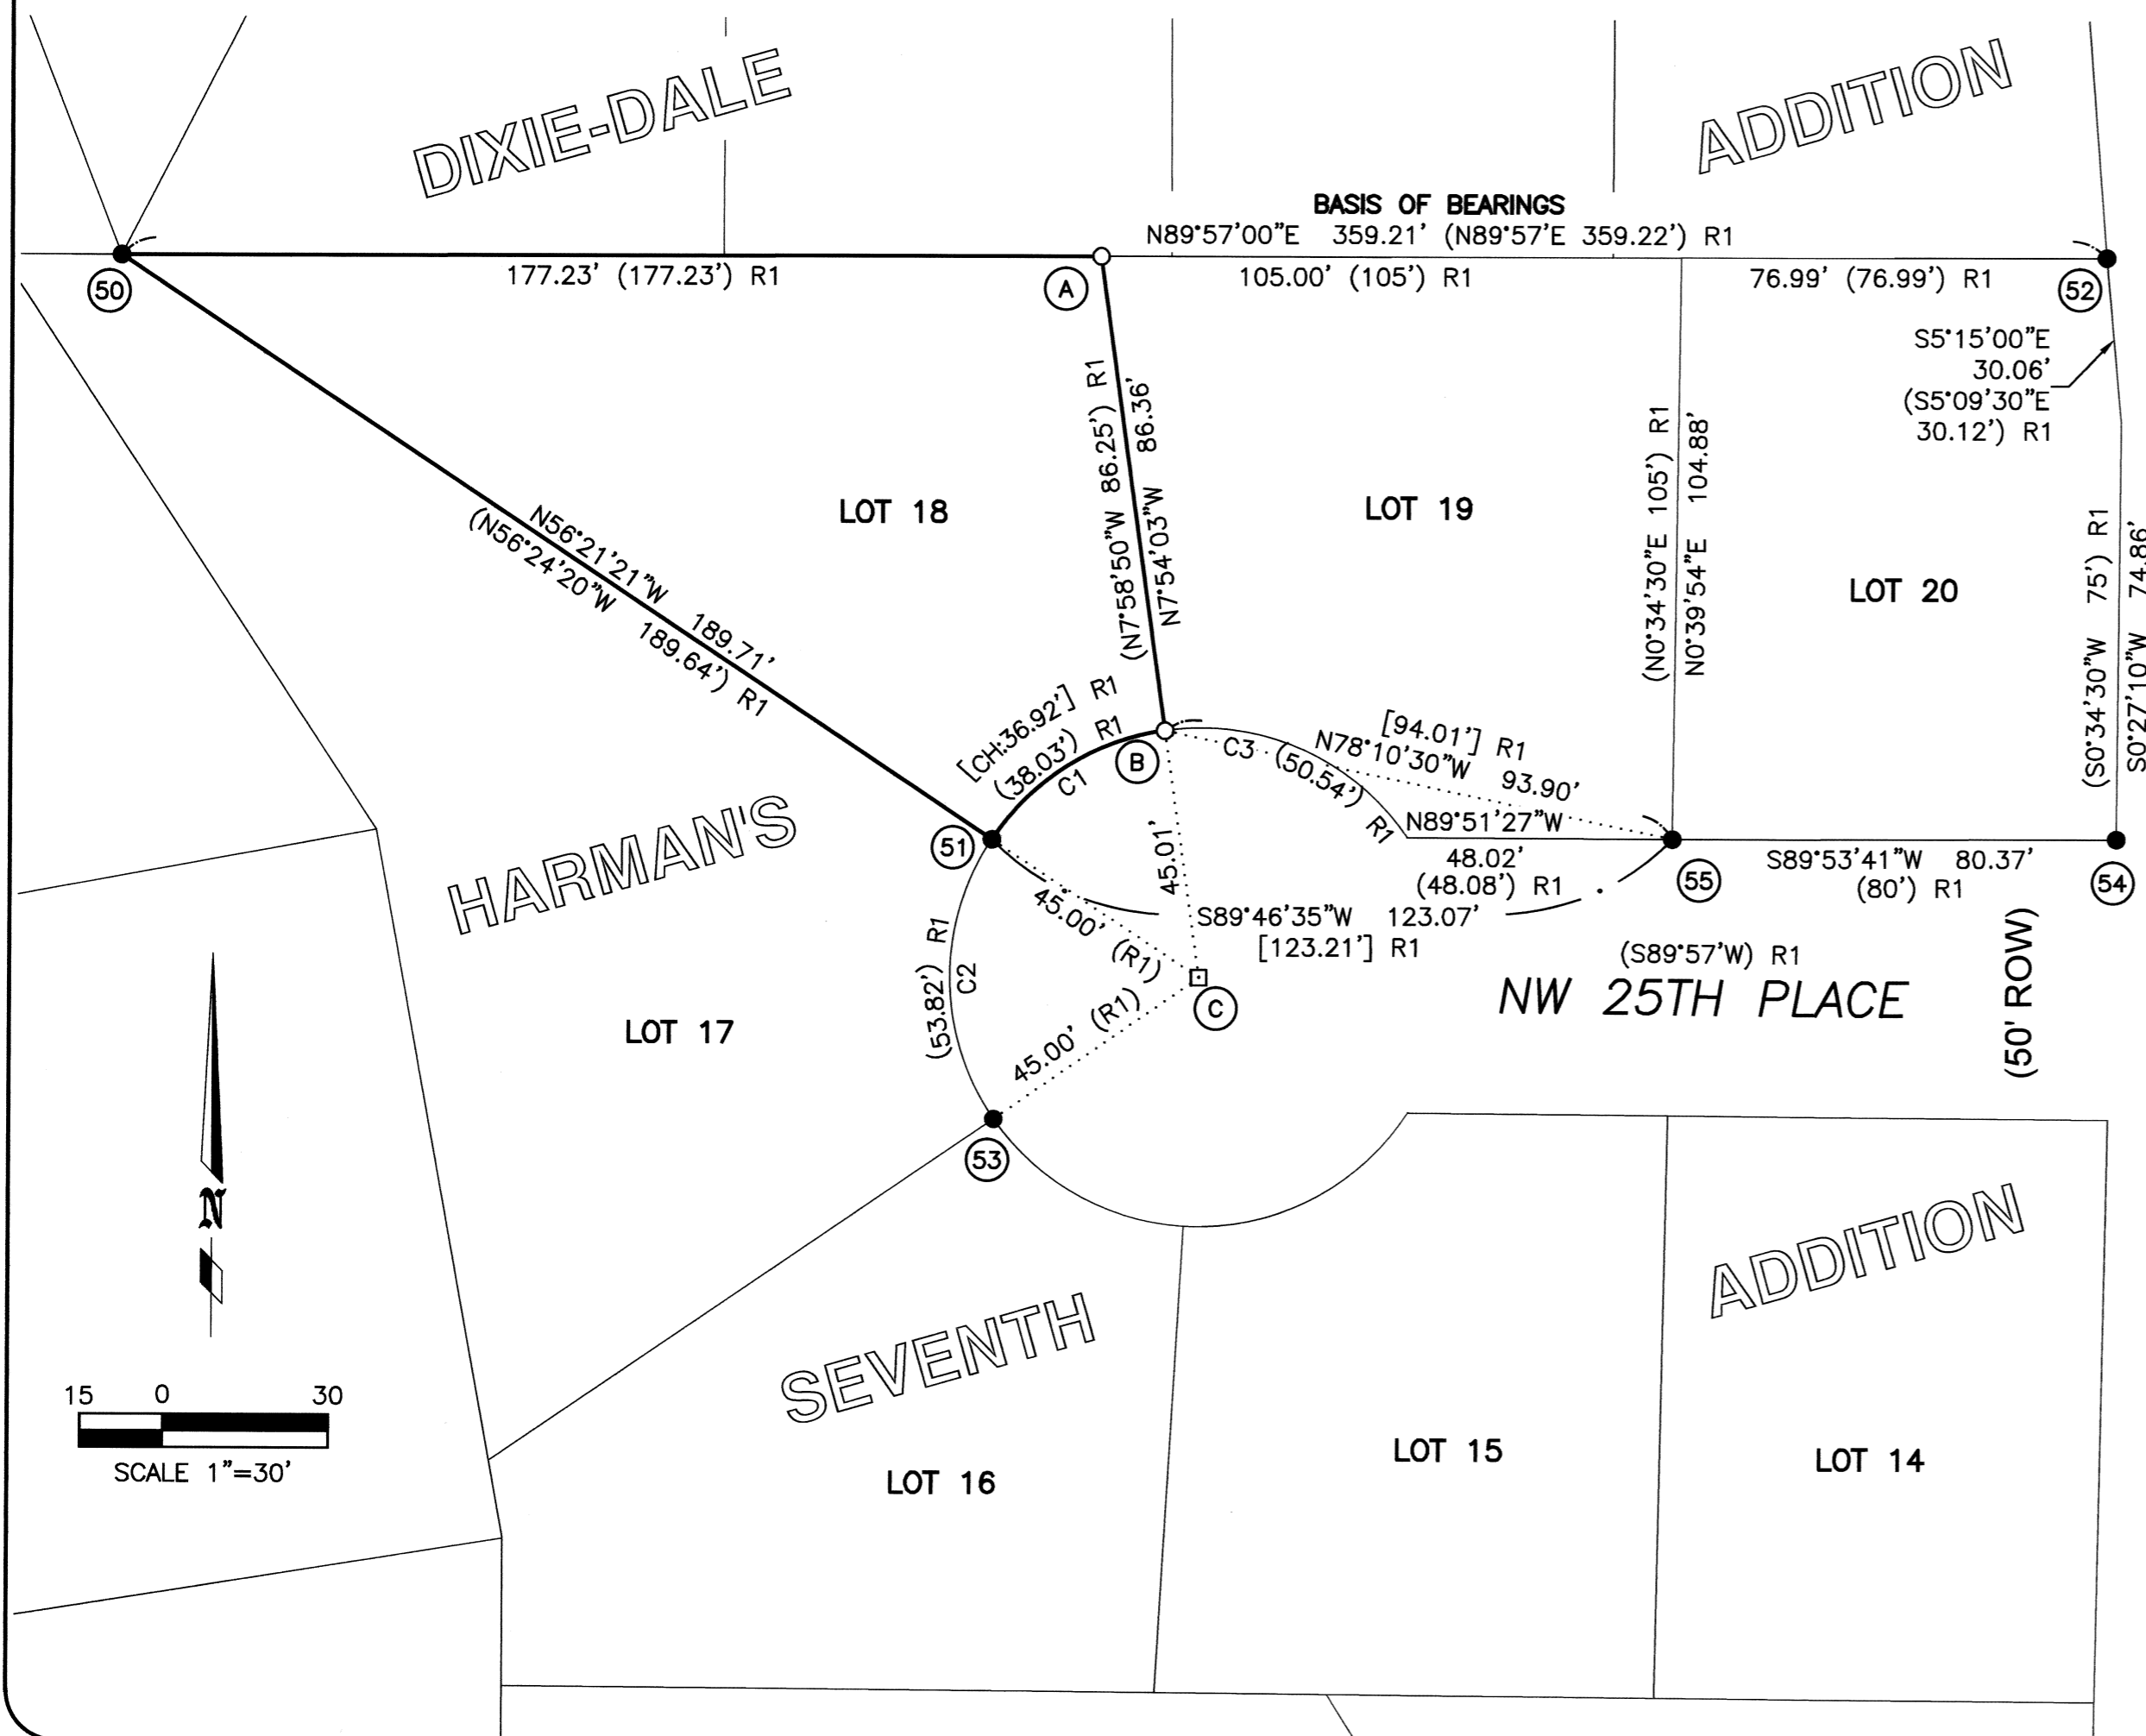 DIXIE-DALE
ADDITION
BASIS OF BEARINGS
N89°57'00"E 359.21' (N89°57'E 359.22') R1
177.23' (177.23') R1
105.00' (105') R1
76.99' (76.99') R1
50
A
52
S5°15'00"E
30.06'
(S5°09'30"E
30.12') R1
(N7°58'50"W 86.25') R1
N7°54'03"W 86.36'
(N0°34'30"E 105') R1
N0°39'54"E 104.88'
(S0°34'30"W 75') R1
S0°27'10"W 74.86'
LOT 18
LOT 19
LOT 20
N56°21'21"W 189.71'
(N56°24'20"W 189.64') R1
[CH:36.92'] R1
(38.03') R1
C1
B
[94.01'] R1
N78°10'30"W 93.90'
C3 (50.54') R1
N89°51'27"W
48.02'
(48.08') R1
S89°53'41"W 80.37'
(80') R1
51
55
54
HARMAN'S
45.01'
45.00' (R1)
S89°46'35"W 123.07'
[123.21'] R1
(S89°57'W) R1
NW 25TH PLACE
(50' ROW)
(53.82') R1
C2
C
45.00' (R1)
LOT 17
53
N
SEVENTH
ADDITION
15 0 30
SCALE 1"=30'
LOT 16
LOT 15
LOT 14